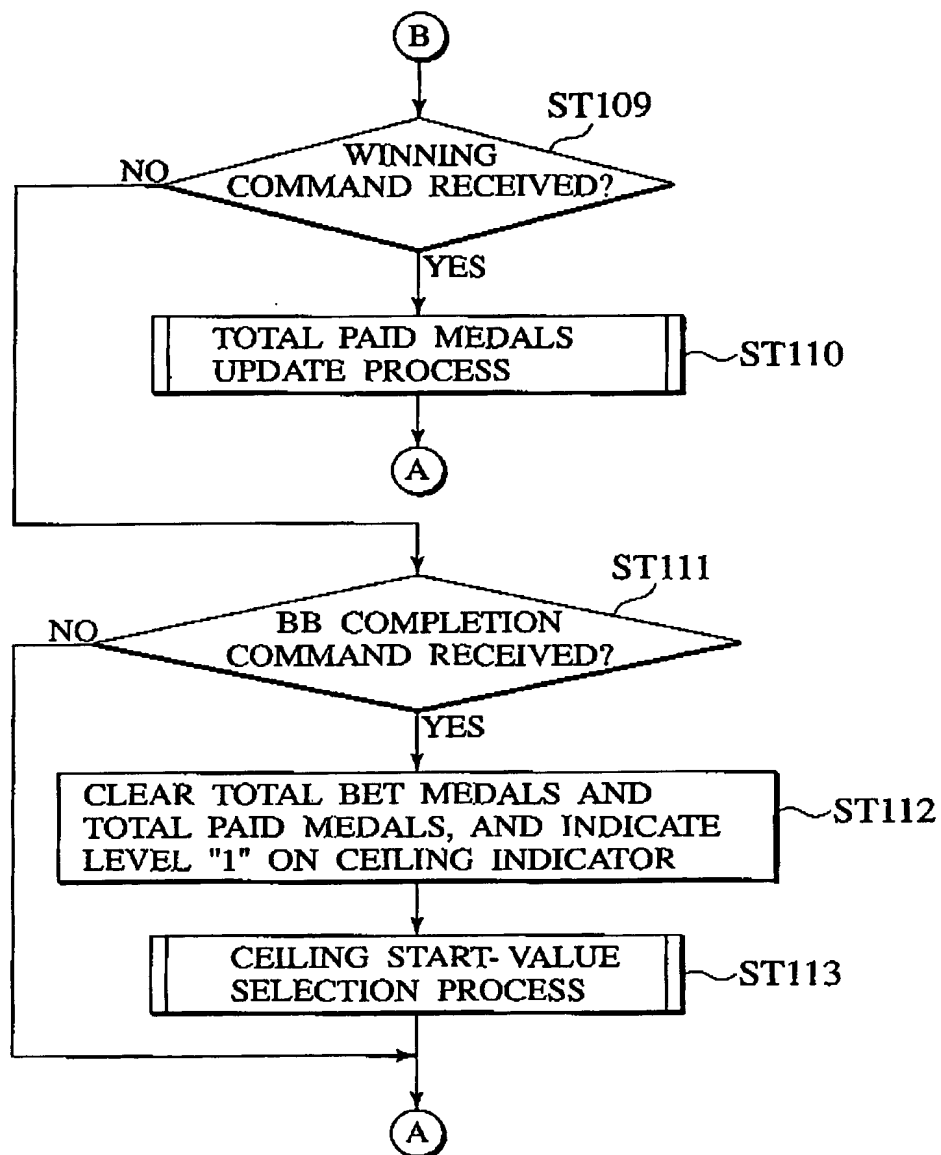 B
ST109
WINNING
COMMAND RECEIVED?
NO
YES
TOTAL PAID MEDALS
UPDATE PROCESS
ST110
A
ST111
BB COMPLETION
COMMAND RECEIVED?
NO
YES
CLEAR TOTAL BET MEDALS AND
TOTAL PAID MEDALS, AND INDICATE
LEVEL "1" ON CEILING INDICATOR
ST112
CEILING START-VALUE
SELECTION PROCESS
ST113
A